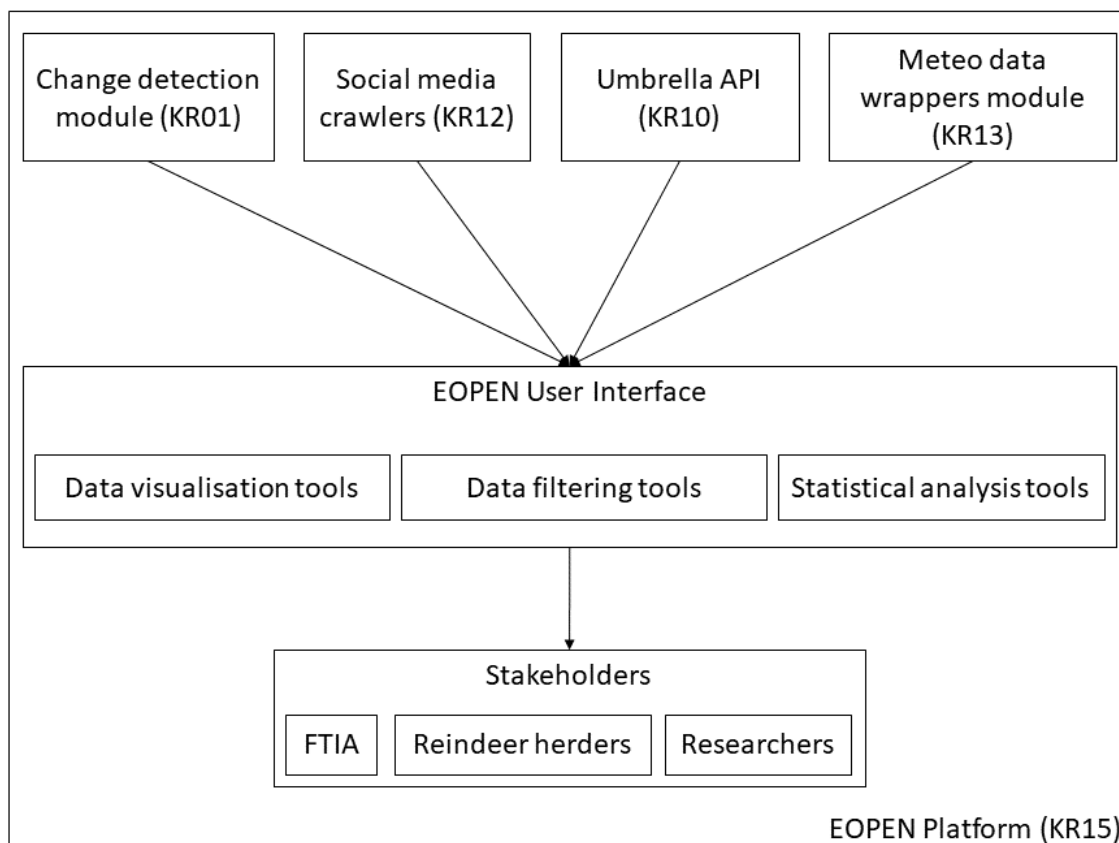 Change detection
module (KR01)
Social media
crawlers (KR12)
Umbrella API
(KR10)
Meteo data
wrappers module
(KR13)
EOPEN User Interface
Data visualisation tools
Data filtering tools
Statistical analysis tools
Stakeholders
FTIA
Reindeer herders
Researchers
EOPEN Platform (KR15)